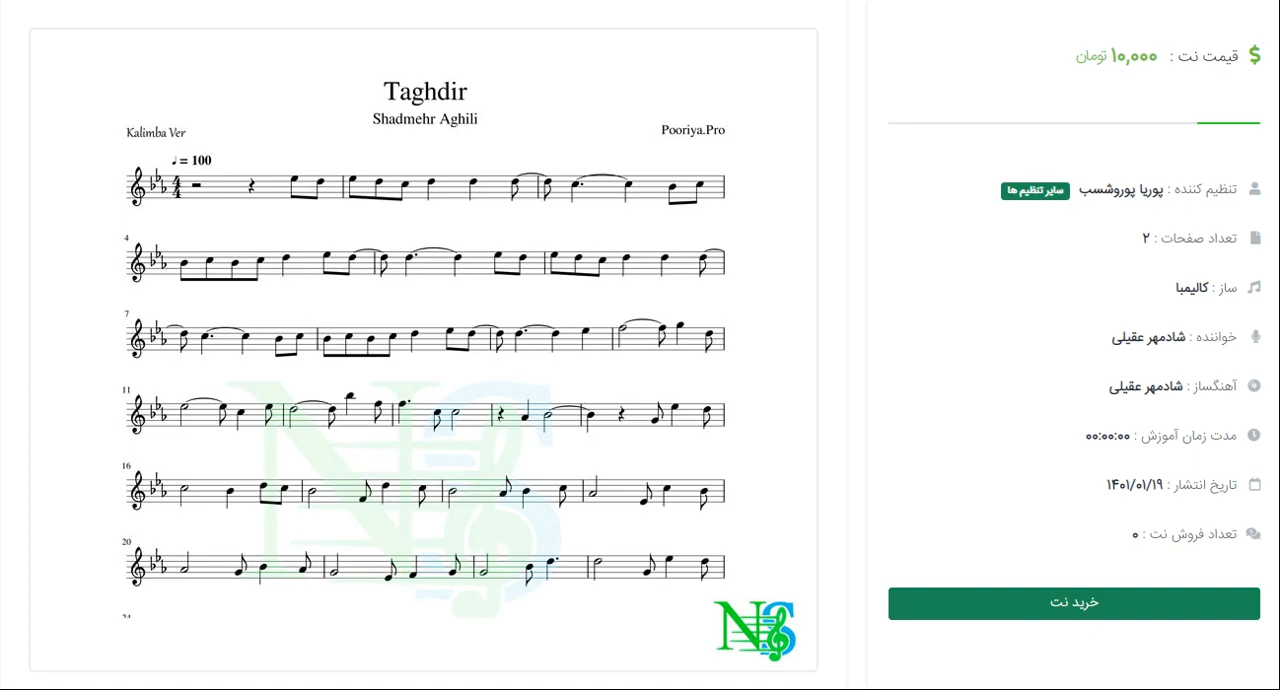 Taghdir
Shadmehr Aghili
Kalimba Ver
Pooriya.Pro
♩ = 100
4
7
11
16
20
NS
قیمت نت : ۱۰,۰۰۰ تومان
تنظیم کننده : پوریا پوروشسب سایر تنظیم ها
تعداد صفحات : ۲
ساز : کالیمبا
خواننده : شادمهر عقیلی
آهنگساز : شادمهر عقیلی
مدت زمان آموزش : ۰۰:۰۰:۰۰
تاریخ انتشار : ۱۴۰۱/۰۱/۱۹
تعداد فروش نت : ۰
خرید نت